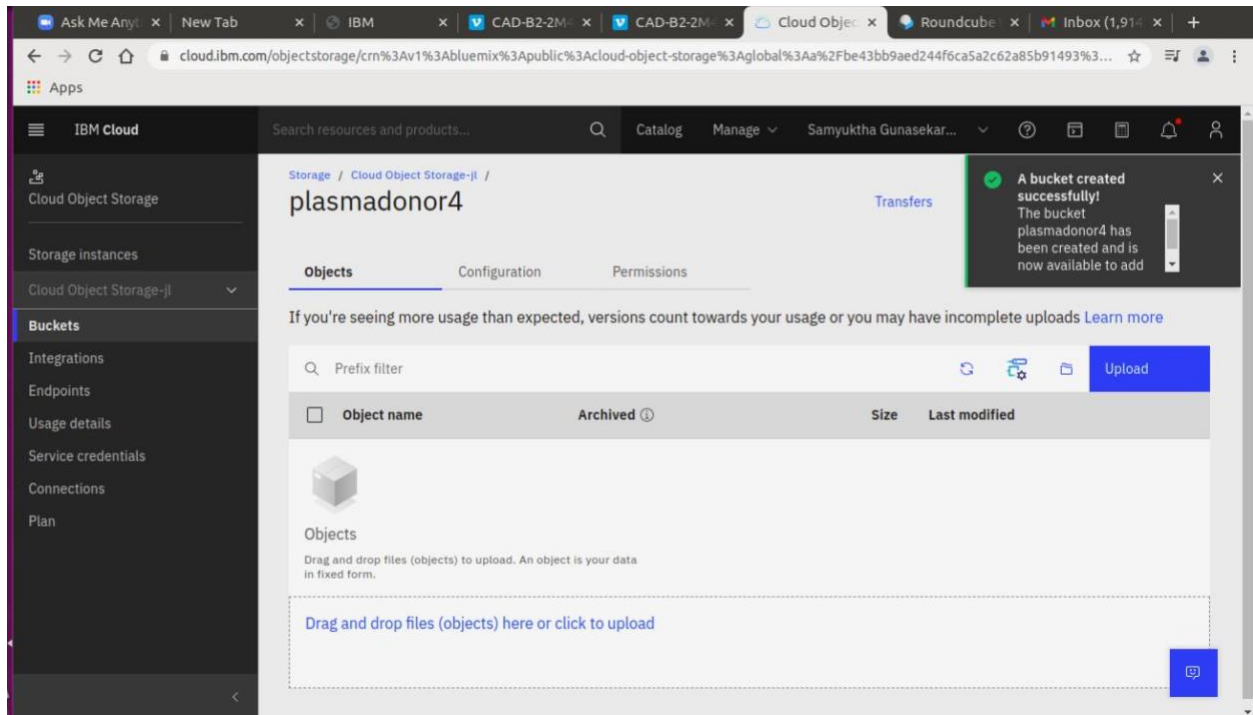 Ask Me Anyt
New Tab
IBM
CAD-B2-2M-
CAD-B2-2M-
Cloud Objec
Roundcube
Inbox (1,914
cloud.ibm.com/objectstorage/crn%3Av1%3Abluemix%3Apublic%3Acloud-object-storage%3Aglobal%3Aa%2Fbe43bb9aed244f6ca5a2c62a85b91493%3...
Apps
IBM Cloud
Search resources and products...
Catalog
Manage
Samyuktha Gunasekar...
Cloud Object Storage
Storage instances
Cloud Object Storage-jl
Buckets
Integrations
Endpoints
Usage details
Service credentials
Connections
Plan
Storage / Cloud Object Storage-jl /
plasmadonor4
Transfers
A bucket created
successfully!
The bucket
plasmadonor4 has
been created and is
now available to add
Objects
Configuration
Permissions
If you're seeing more usage than expected, versions count towards your usage or you may have incomplete uploads Learn more
Prefix filter
Upload
Object name
Archived
Size
Last modified
Objects
Drag and drop files (objects) to upload. An object is your data
in fixed form.
Drag and drop files (objects) here or click to upload